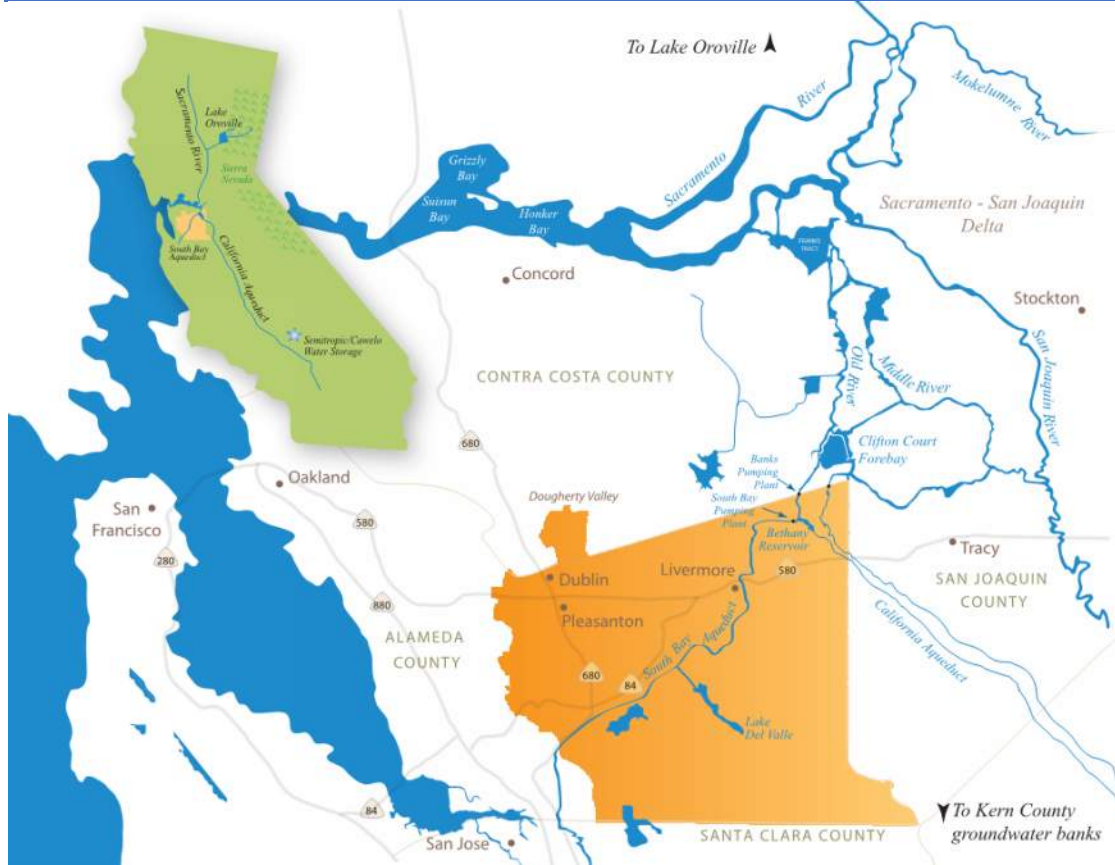 To Lake Oroville
Sacramento
River
Mokelumne
River
Sacramento River
Lake
Oroville
Sierra
Nevada
South Bay
Aqueduct
California Aqueduct
Semitropic/Cawelo
Water Storage
Grizzly
Bay
Suisun
Bay
Honker
Bay
Sacramento - San Joaquin
Delta
FRANKS
TRACT
Concord
Stockton
San Joaquin River
CONTRA COSTA COUNTY
Old River
Middle River
Clifton Court
Forebay
680
Banks
Pumping
Plant
South Bay
Pumping
Plant
Bethany
Reservoir
Oakland
San
Francisco
580
280
Dougherty Valley
Tracy
580
Dublin
Livermore
Pleasanton
SAN JOAQUIN
COUNTY
880
ALAMEDA
COUNTY
South Bay Aqueduct
California Aqueduct
680
84
Lake
Del Valle
84
San Jose
SANTA CLARA COUNTY
To Kern County
groundwater banks